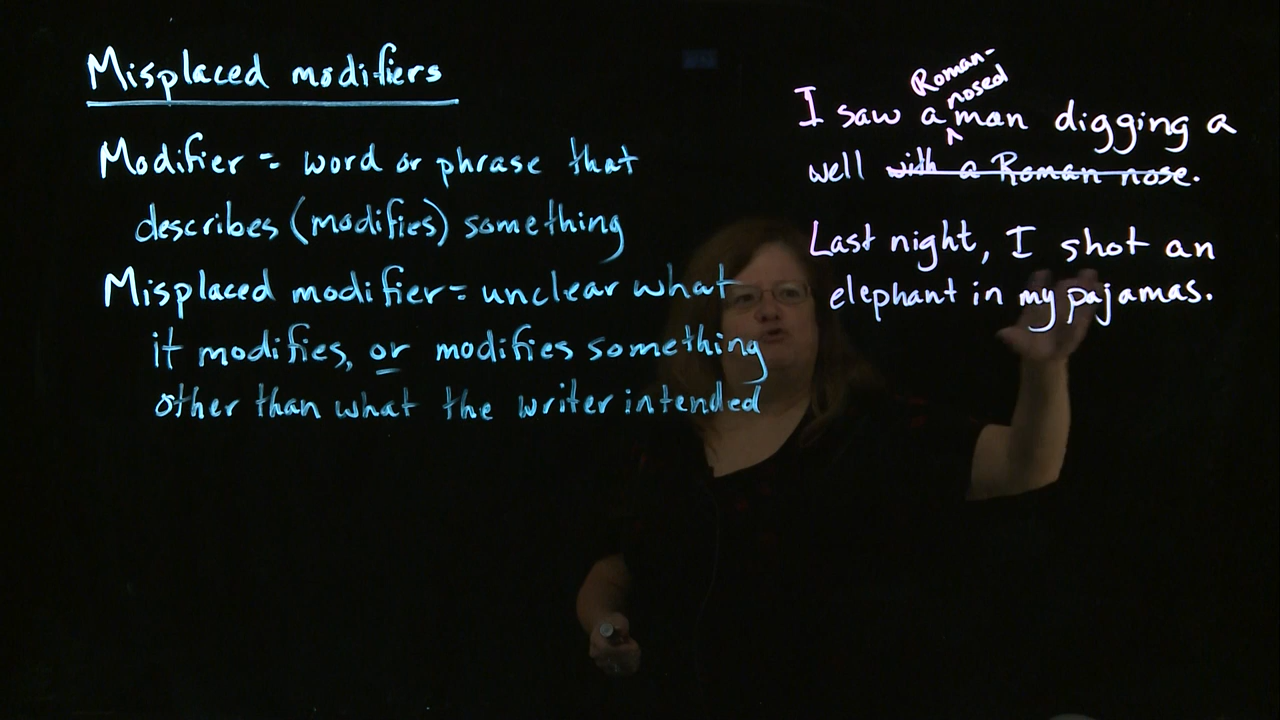 Misplaced modifiers
Modifier = word or phrase that
describes (modifies) something
Misplaced modifier = unclear what
it modifies, or modifies something
other than what the writer intended
Roman-
nosed
I saw a man digging a
well with a Roman nose.
Last night, I shot an
elephant in my pajamas.